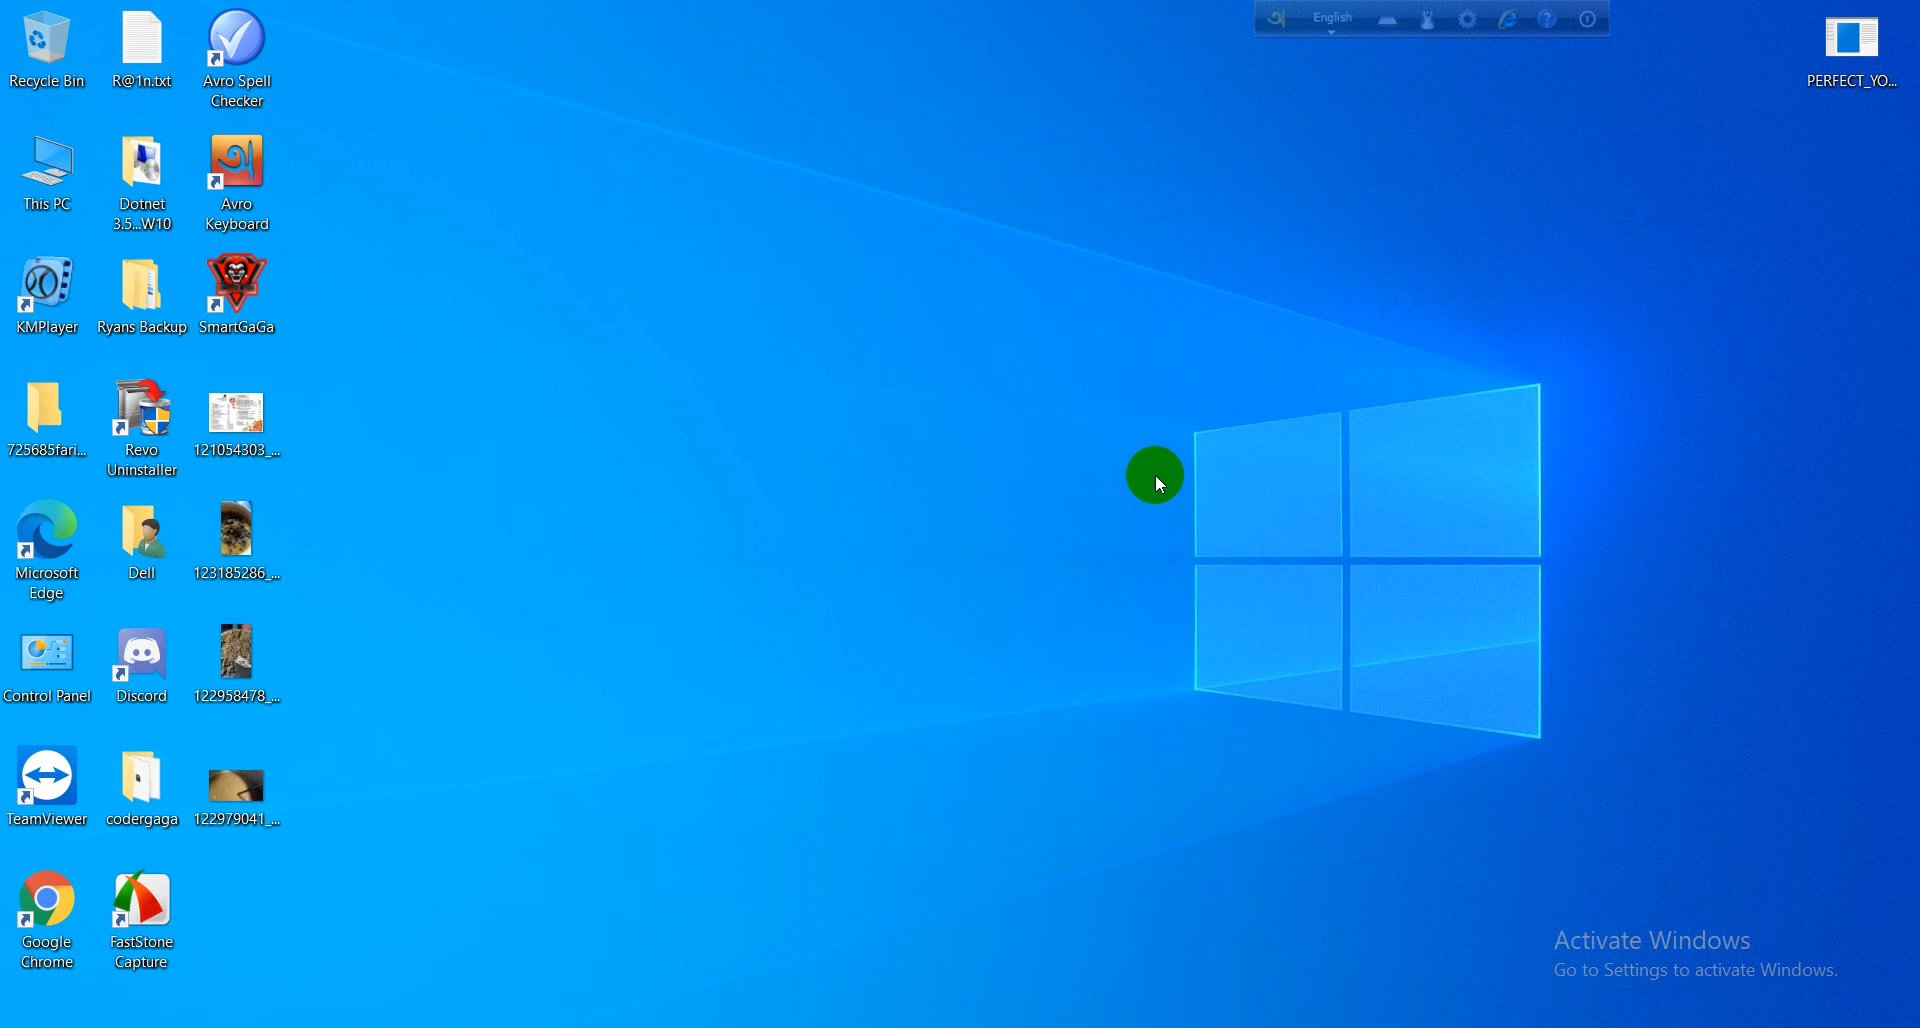 English
PERFECT_YO...
Recycle Bin
R@1n.txt
Avro Spell
Checker
This PC
Dotnet
3.5...W10
Avro
Keyboard
KMPlayer
Ryans Backup
SmartGaGa
725685fari...
Revo
Uninstaller
121054303_...
Microsoft
Edge
Dell
123185286_...
Control Panel
Discord
122958478_...
TeamViewer
codergaga
122979041_...
Google
Chrome
FastStone
Capture
Activate Windows
Go to Settings to activate Windows.